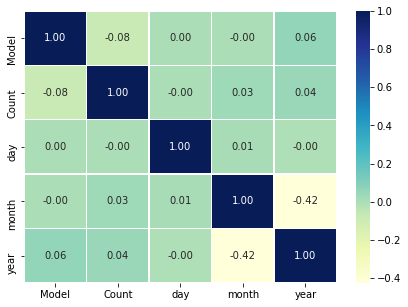 Model 1.00 -0.08 0.00 -0.00 0.06
Count -0.08 1.00 -0.00 0.03 0.04
day 0.00 -0.00 1.00 0.01 -0.00
month -0.00 0.03 0.01 1.00 -0.42
year 0.06 0.04 -0.00 -0.42 1.00
Model Count day month year
1.0
0.8
0.6
0.4
0.2
0.0
-0.2
-0.4